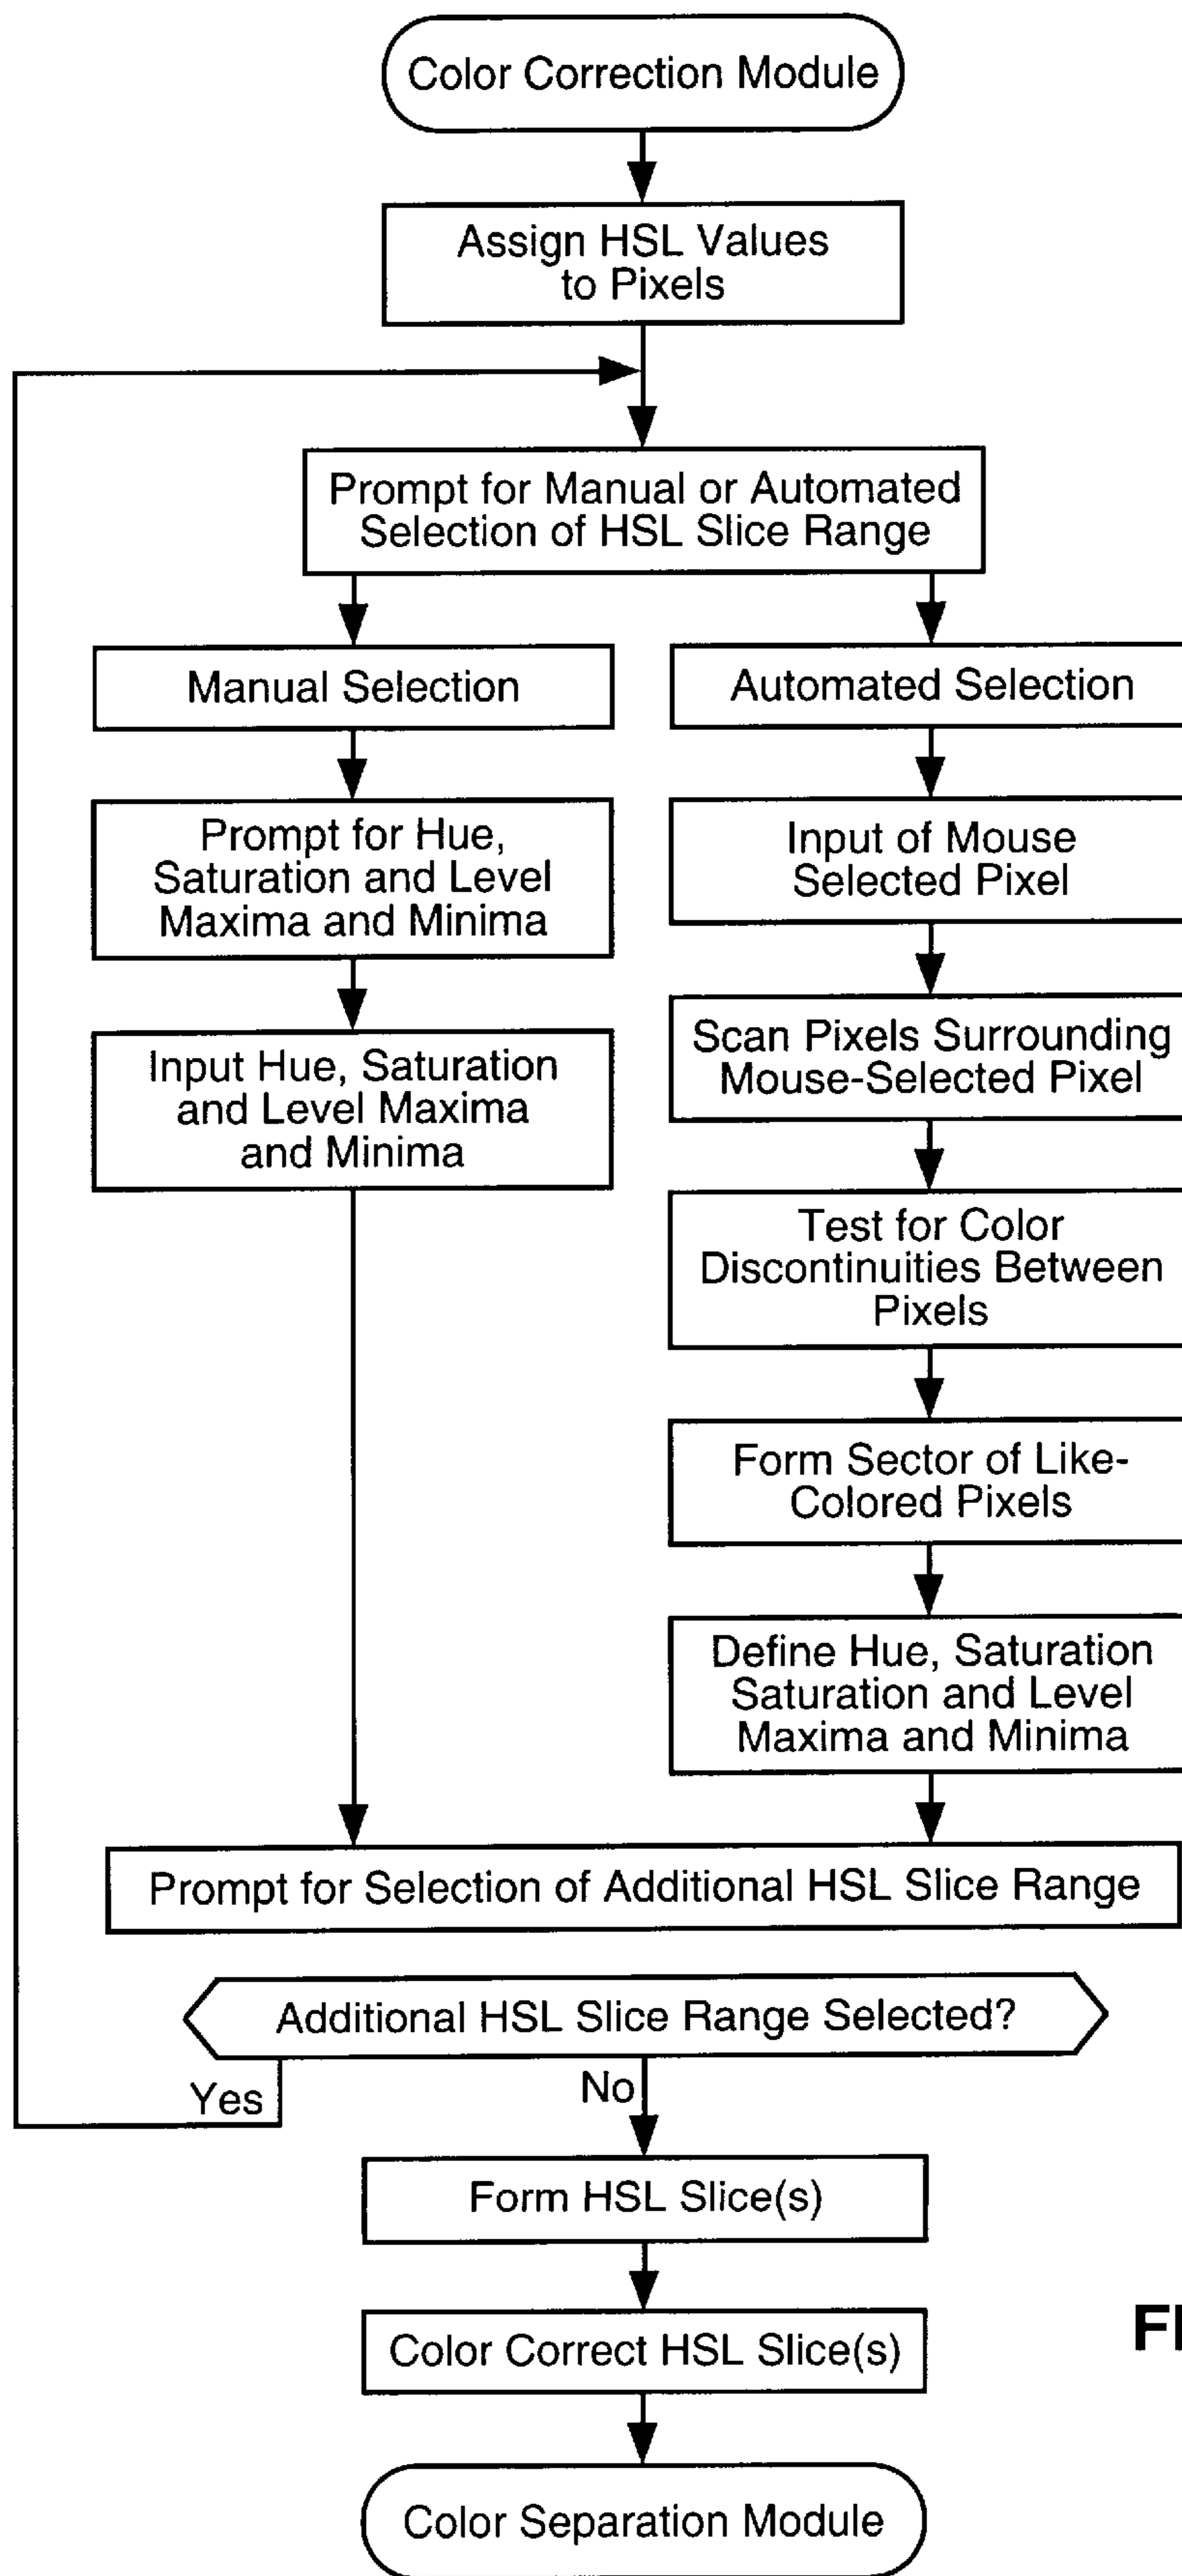 Color Correction Module
Assign HSL Values
to Pixels
Prompt for Manual or Automated
Selection of HSL Slice Range
Manual Selection
Prompt for Hue,
Saturation and Level
Maxima and Minima
Input Hue, Saturation
and Level Maxima
and Minima
Automated Selection
Input of Mouse
Selected Pixel
Scan Pixels Surrounding
Mouse-Selected Pixel
Test for Color
Discontinuities Between
Pixels
Form Sector of Like-
Colored Pixels
Define Hue, Saturation
Saturation and Level
Maxima and Minima
Prompt for Selection of Additional HSL Slice Range
Additional HSL Slice Range Selected?
Yes
No
Form HSL Slice(s)
Color Correct HSL Slice(s)
Color Separation Module